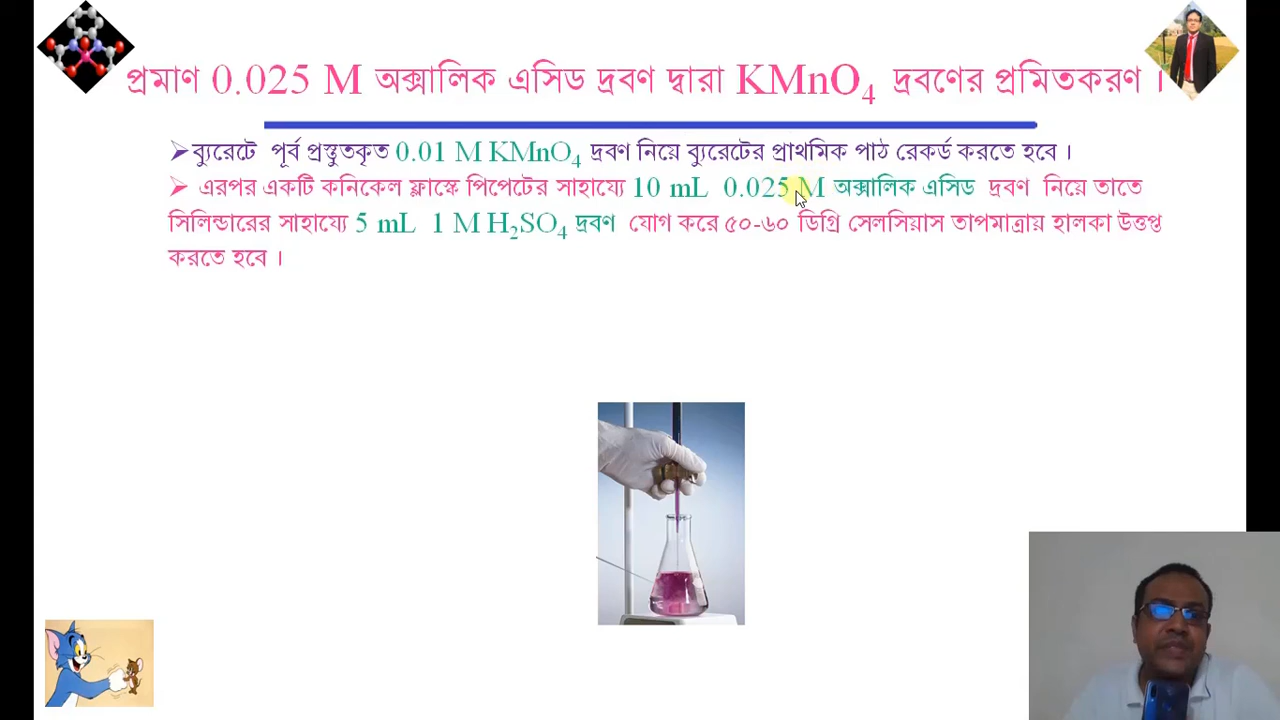 প্রমাণ 0.025 M অক্সালিক এসিড দ্রবণ দ্বারা KMnO₄ দ্রবণের প্রমিতকরণ ।
➢ব্যুরেটে পূর্ব প্রস্তুতকৃত 0.01 M KMnO₄ দ্রবণ নিয়ে ব্যুরেটের প্রাথমিক পাঠ রেকর্ড করতে হবে ।
➢ এরপর একটি কনিকেল ফ্লাস্কে পিপেটের সাহায্যে 10 mL 0.025 M অক্সালিক এসিড দ্রবণ নিয়ে তাতে
সিলিন্ডারের সাহায্যে 5 mL 1 M H₂SO₄ দ্রবণ যোগ করে ৫০-৬০ ডিগ্রি সেলসিয়াস তাপমাত্রায় হালকা উত্তপ্ত
করতে হবে ।